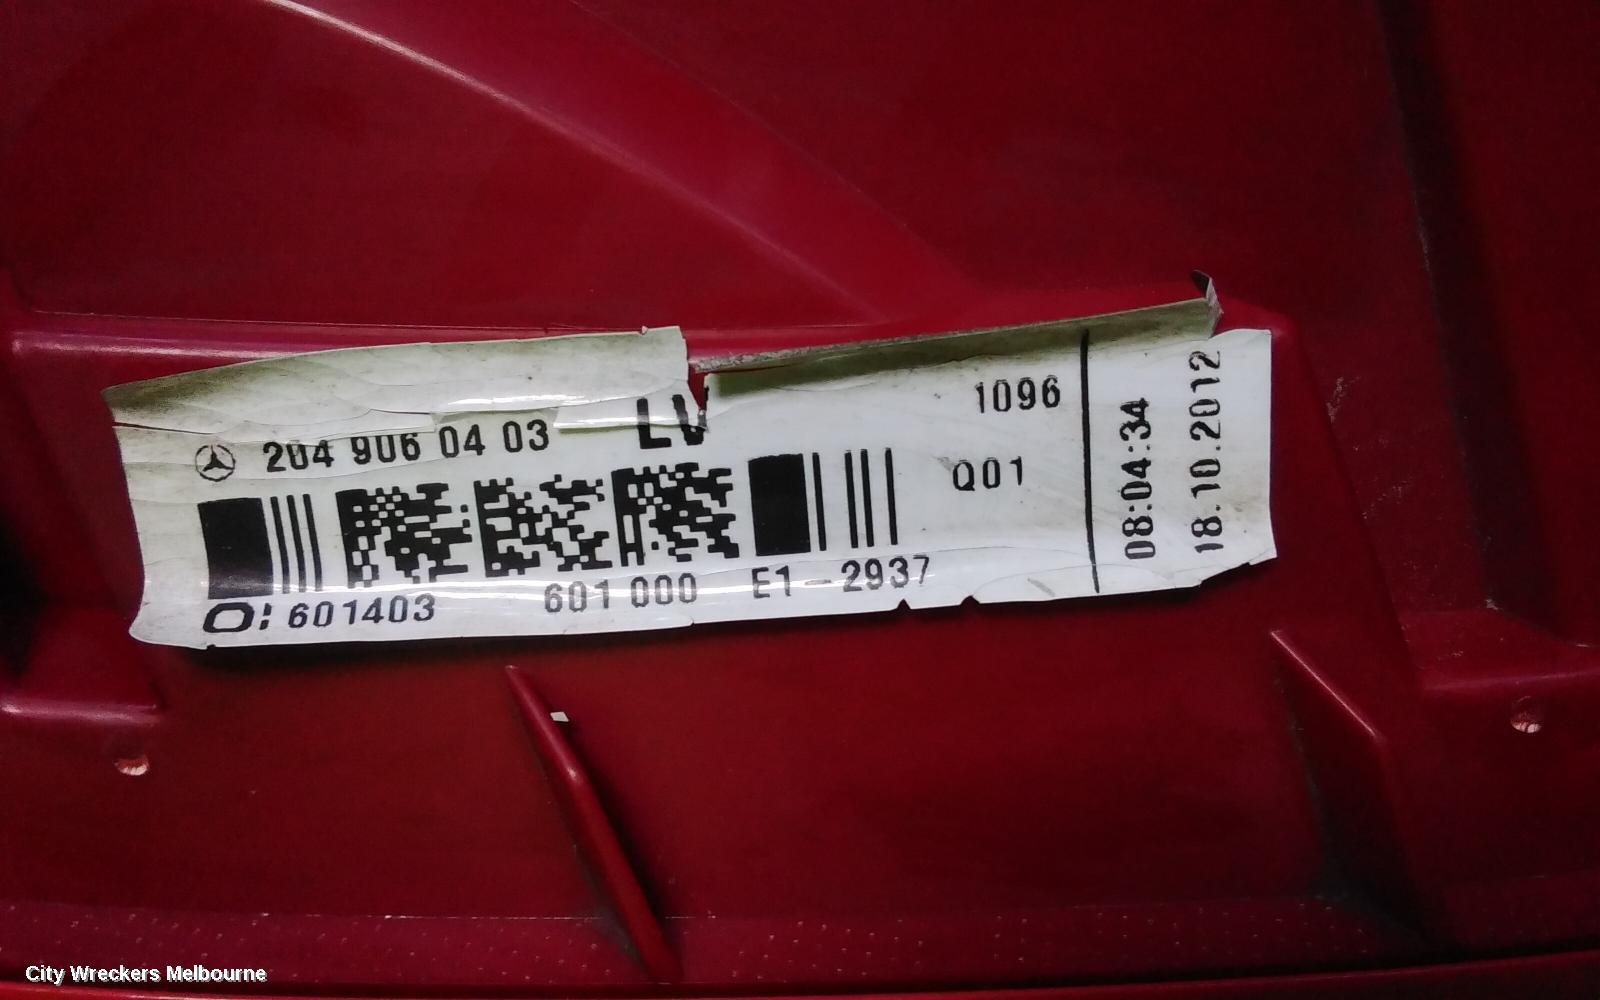 LV
204 906 04 03
1096
Q01
O: 601403 601 000 E1 - 2937
08:04:34
18.10.2012
City Wreckers Melbourne